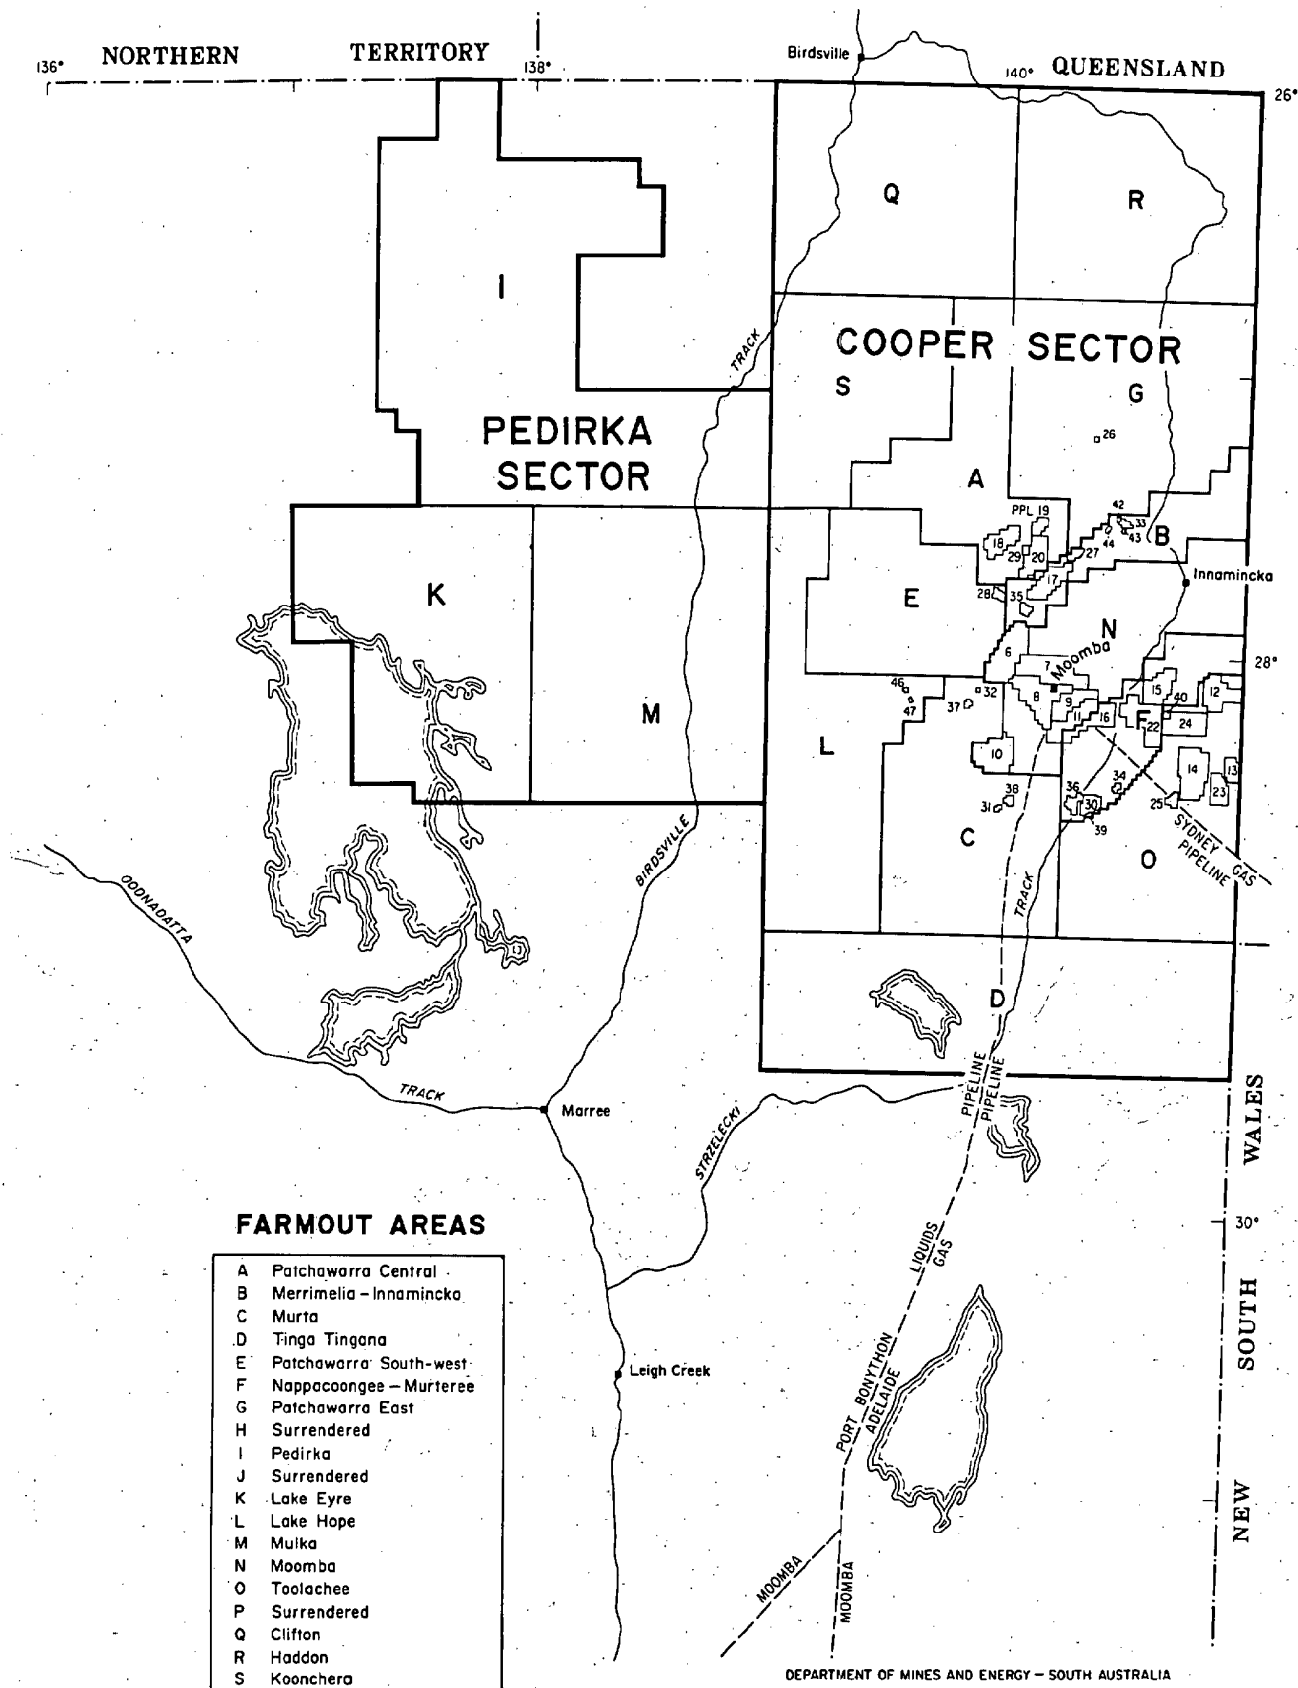 NORTHERN TERRITORY
136°
138°
Birdsville
140°
QUEENSLAND
26°
Q
R
I
COOPER SECTOR
TRACK
S
G
PEDIRKA
SECTOR
26
A
PPL 19
42
33
43
44
B
18
29
20
27
17
Innamincka
K
E
28
35
N
6
7
Moomba
28°
M
46
47
37
32
8
9
11
16
15
40
12
F
22
24
L
10
14
13
23
34
36
30
25
38
31
39
C
O
SYDNEY GAS
PIPELINE
BIRDSVILLE
TRACK
OODNADATTA
D
TRACK
Marree
PIPELINE
PIPELINE
STRZELECKI
LIQUIDS
GAS
30°
PORT BONYTHON
ADELAIDE
Leigh Creek
MOOMBA
MOOMBA
NEW SOUTH WALES
FARMOUT AREAS
A Patchawarra Central
B Merrimelia – Innamincka
C Murta
D Tinga Tingana
E Patchawarra South-west
F Nappacoongee – Murteree
G Patchawarra East
H Surrendered
I Pedirka
J Surrendered
K Lake Eyre
L Lake Hope
M Mulka
N Moomba
O Toolachee
P Surrendered
Q Clifton
R Haddon
S Koonchera
DEPARTMENT OF MINES AND ENERGY – SOUTH AUSTRALIA